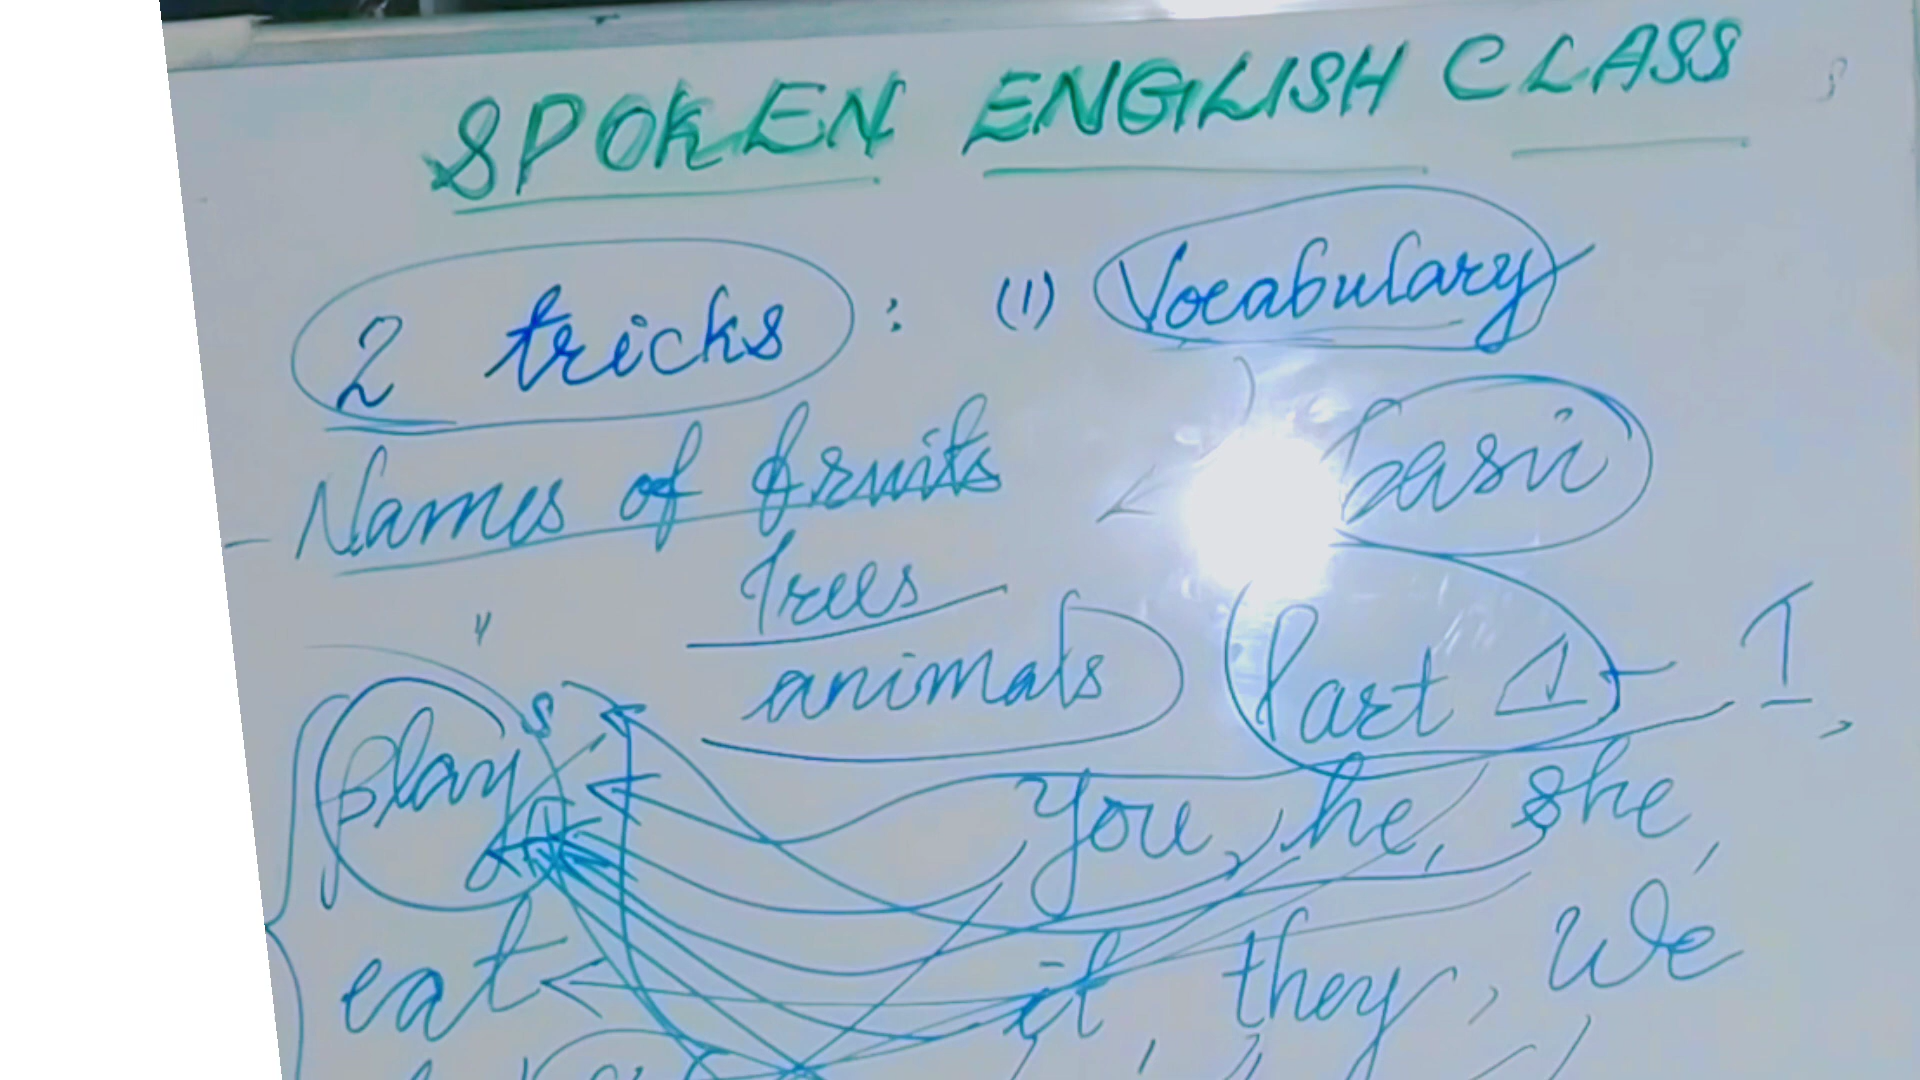 SPOKEN ENGLISH CLASS
2 tricks : (1) Vocabulary
- Names of fruits basic
Trees
" animals Part 1 - I,
play s You, he, she,
eat it, they, we